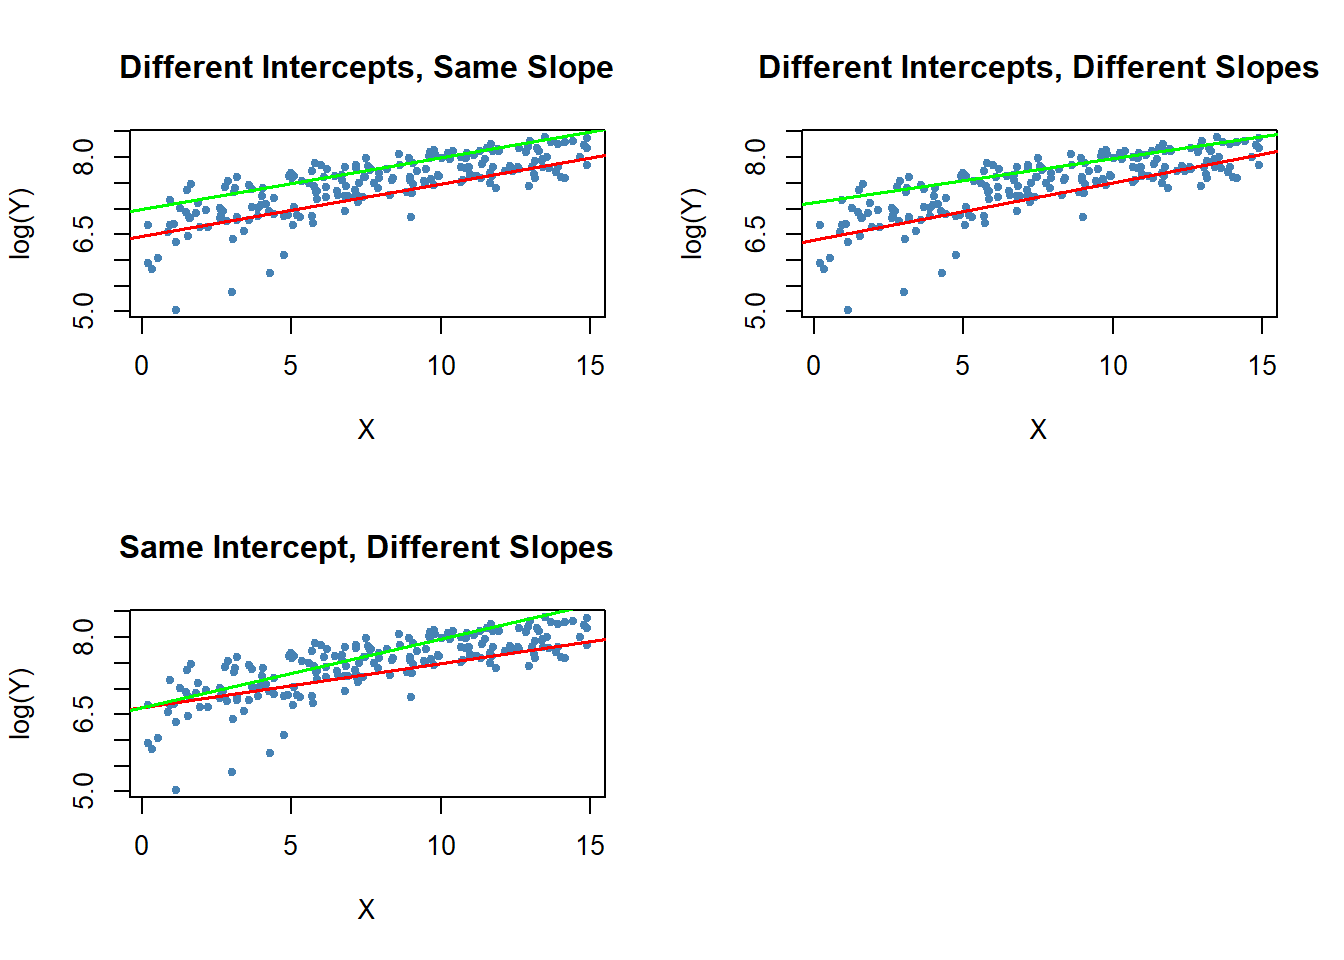 Different Intercepts, Same Slope
log(Y)
8.0
6.5
5.0
0 5 10 15
X
Different Intercepts, Different Slopes
log(Y)
8.0
6.5
5.0
0 5 10 15
X
Same Intercept, Different Slopes
log(Y)
8.0
6.5
5.0
0 5 10 15
X